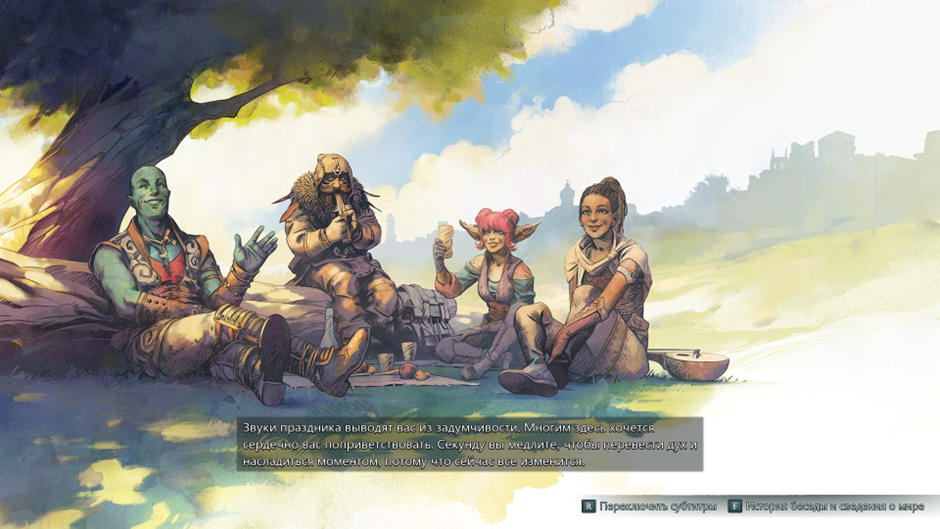 Звуки праздника выводят вас из задумчивости. Многим здесь хочется
сердечно вас поприветствовать. Секунду вы медлите, чтобы перевести дух и
насладиться моментом, потому что сейчас все изменится.
R Переключить субтитры F История беседы и сведения о мире